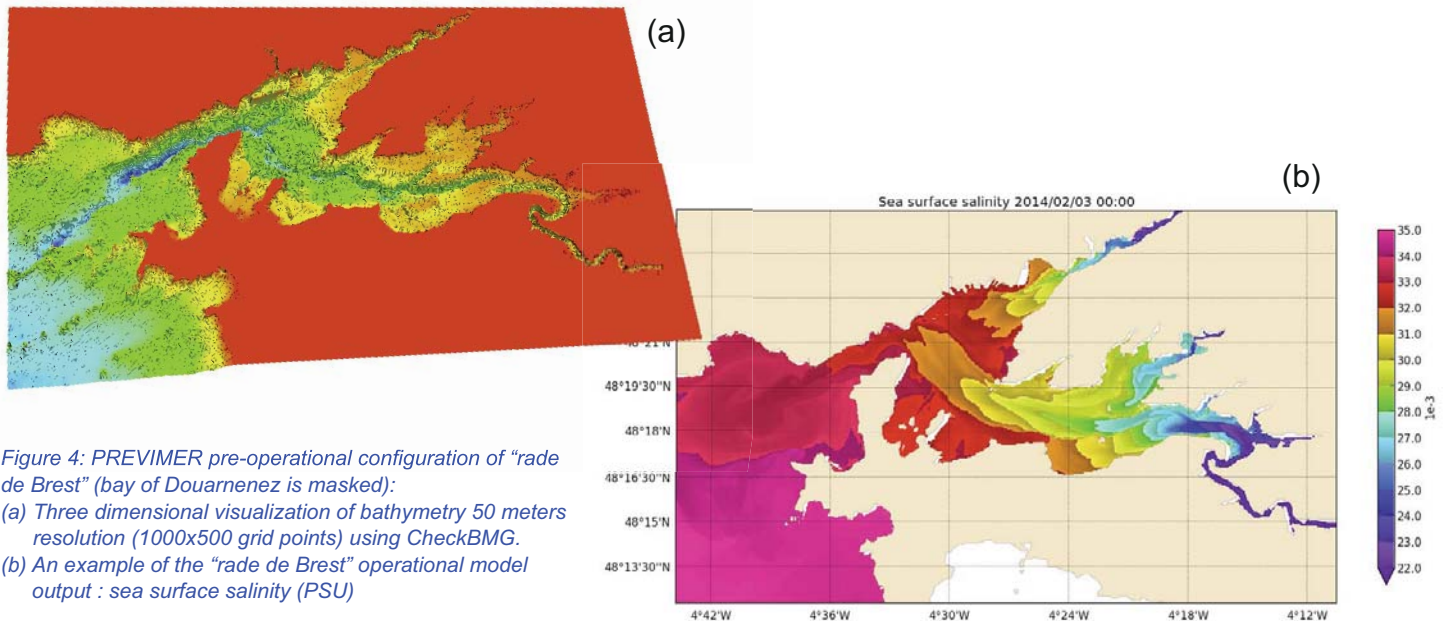 (a)
(b)
Sea surface salinity 2014/02/03 00:00
48°19'30"N
48°18'N
48°16'30"N
48°15'N
48°13'30"N
4°42'W 4°36'W 4°30'W 4°24'W 4°18'W 4°12'W
35.0
34.0
33.0
32.0
31.0
30.0
29.0
28.0
27.0
26.0
25.0
24.0
23.0
22.0
1e-3
Figure 4: PREVIMER pre-operational configuration of “rade
de Brest” (bay of Douarnenez is masked):
(a) Three dimensional visualization of bathymetry 50 meters
resolution (1000x500 grid points) using CheckBMG.
(b) An example of the “rade de Brest” operational model
output : sea surface salinity (PSU)